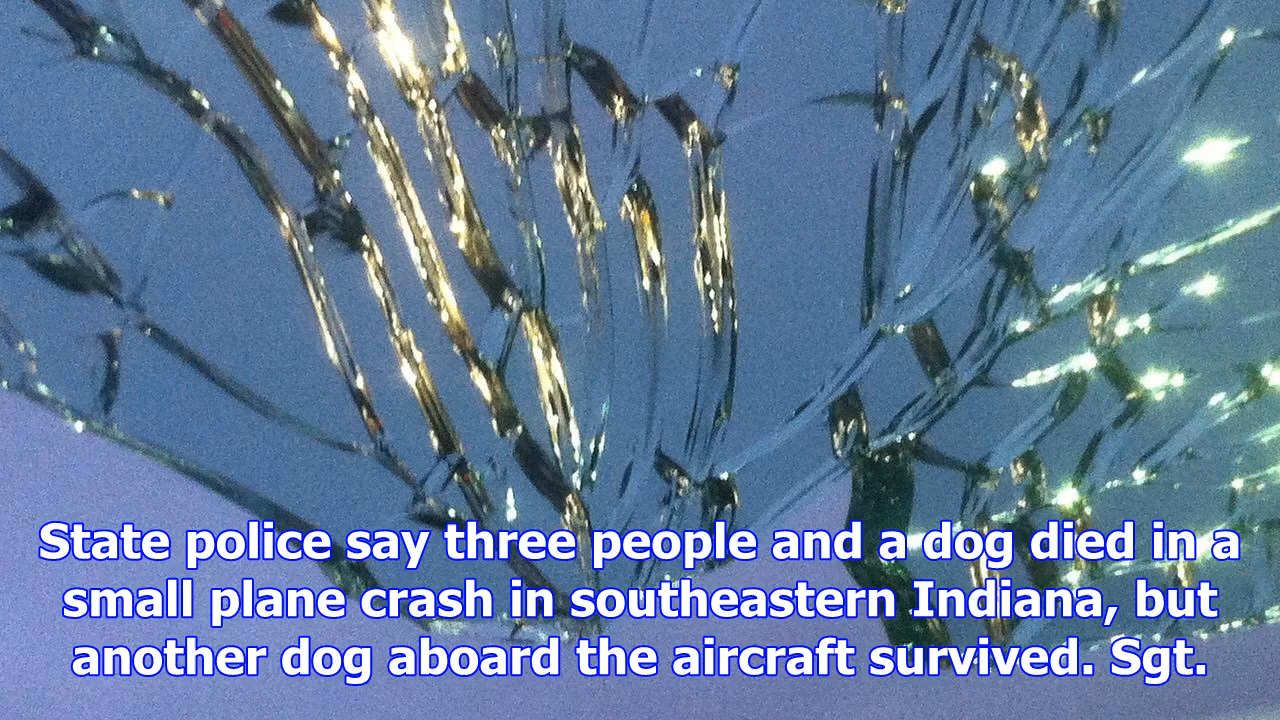 State police say three people and a dog died in a
small plane crash in southeastern Indiana, but
another dog aboard the aircraft survived. Sgt.